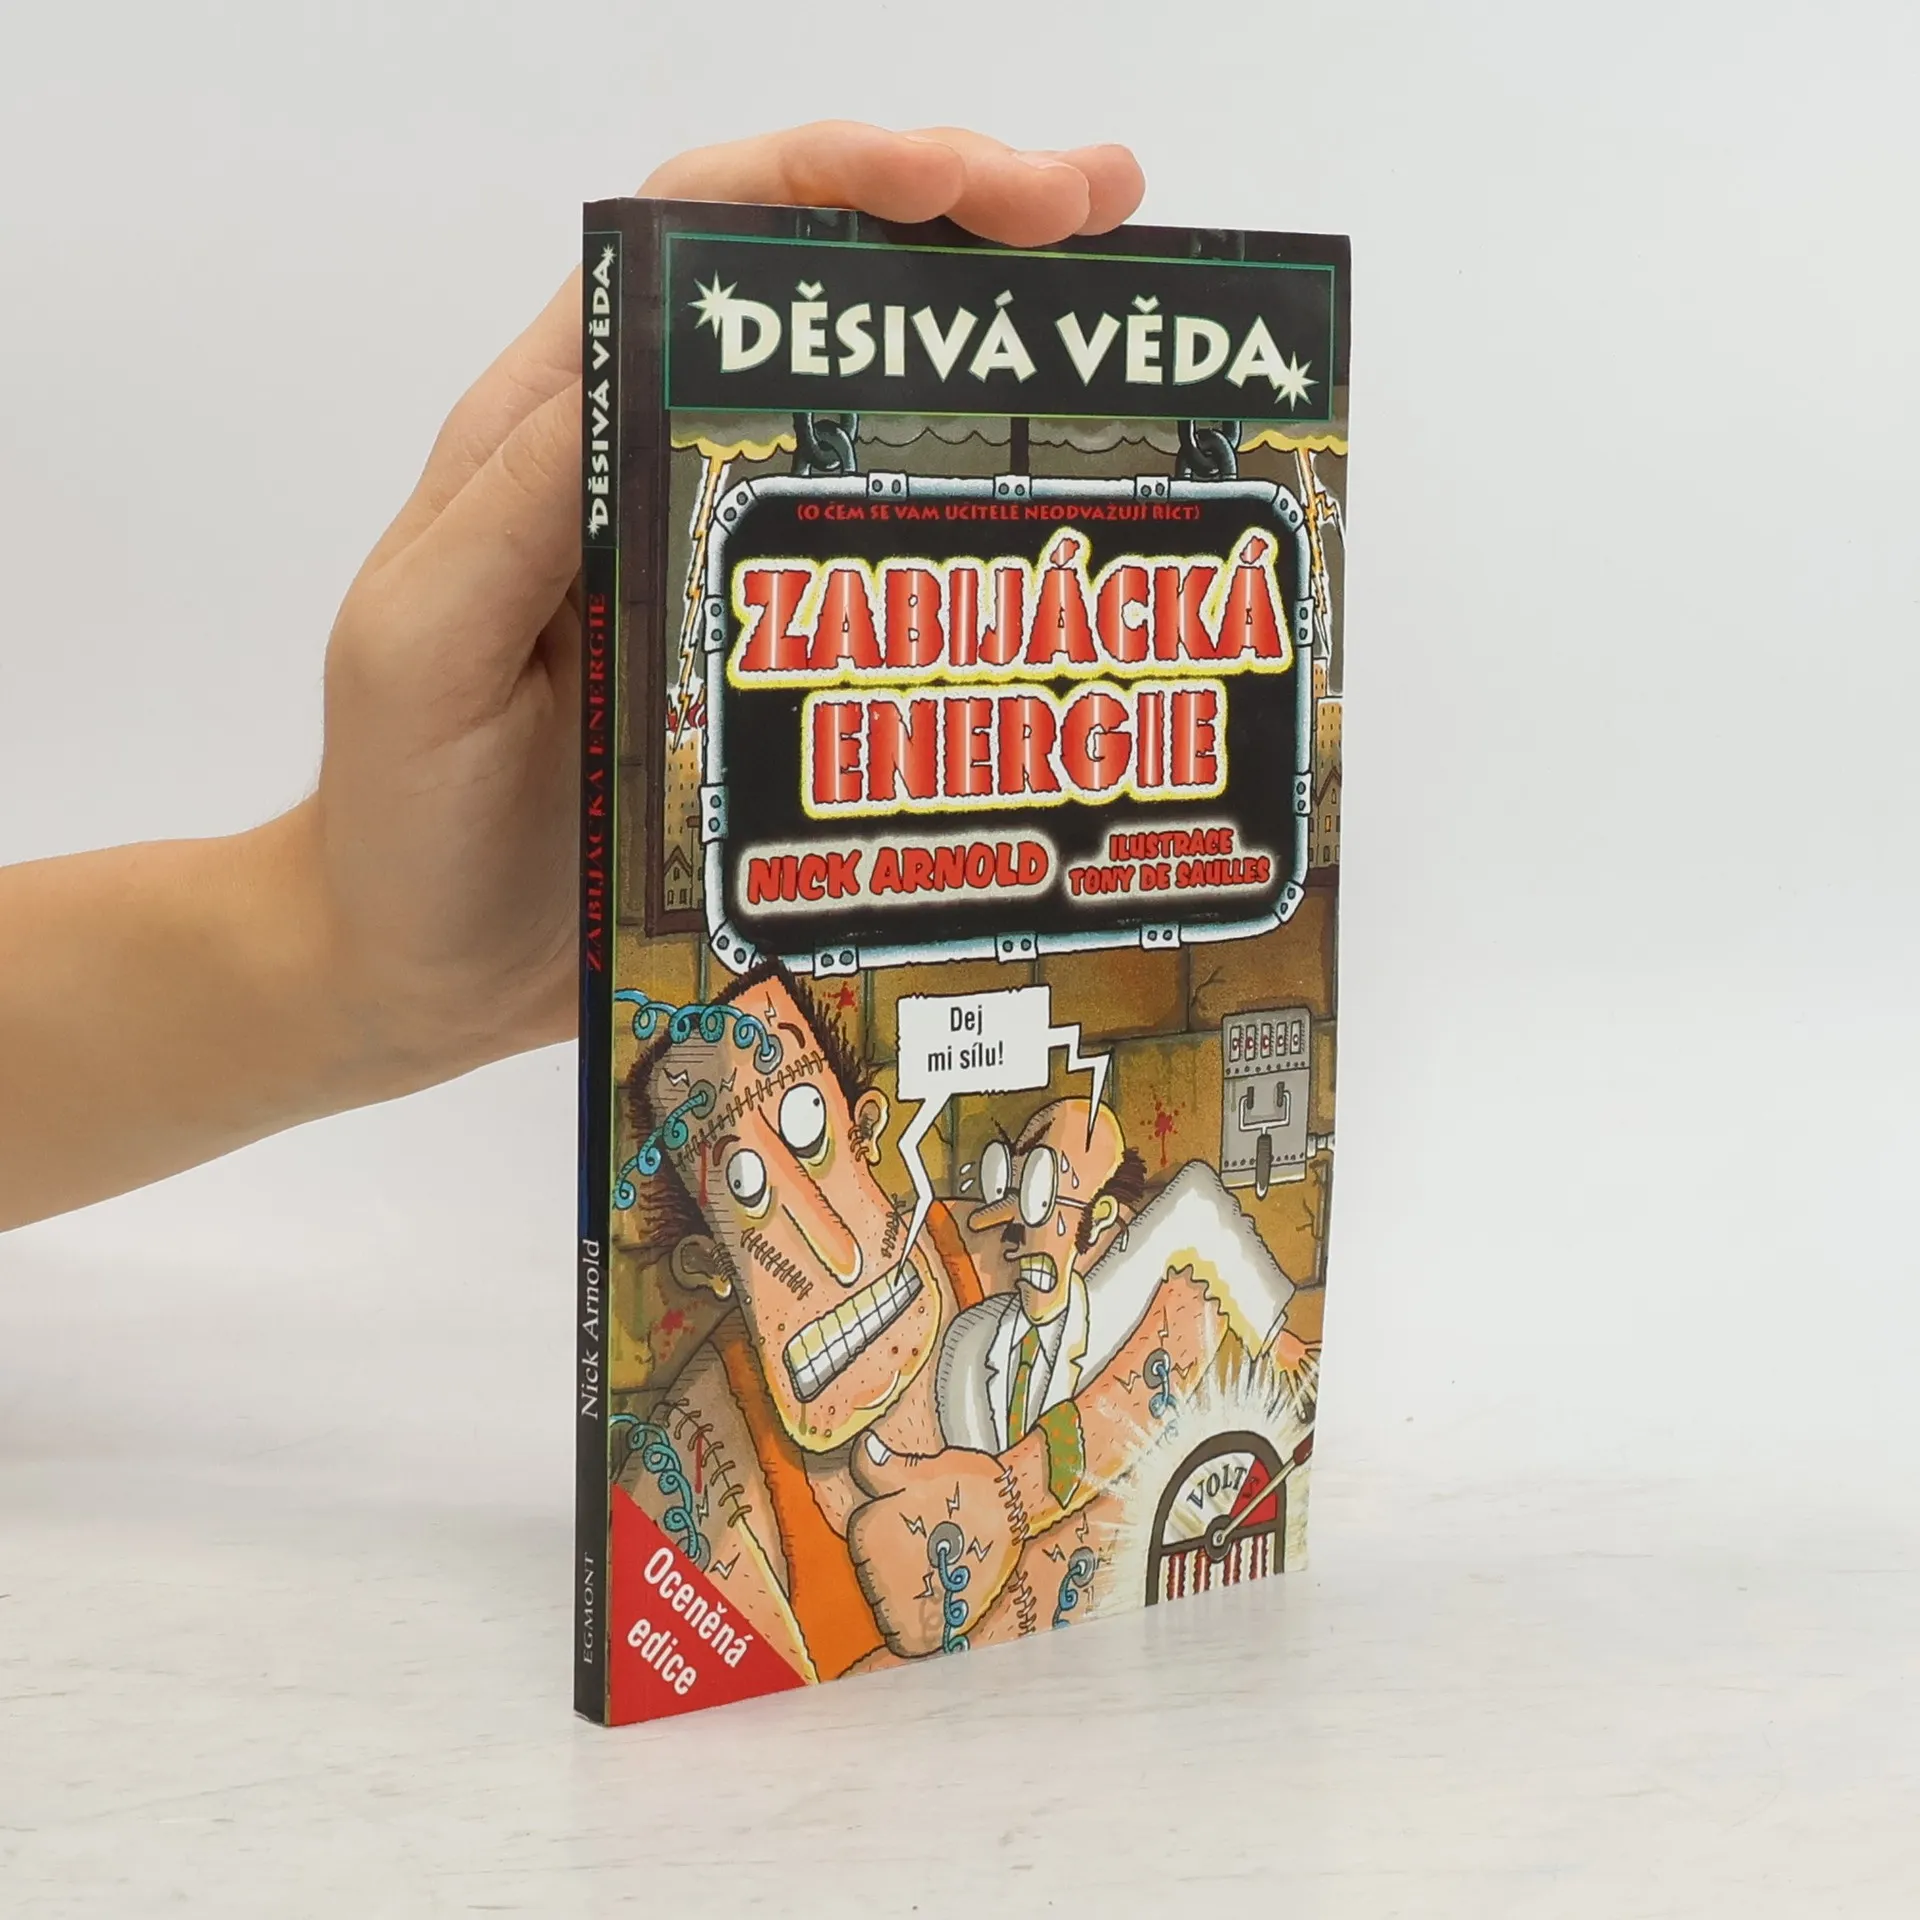 DĚSIVÁ VĚDA
(O ČEM SE VÁM UČITELÉ NEODVAŽUJÍ ŘÍCT)
ZABIJÁCKÁ
ENERGIE
NICK ARNOLD
ILUSTRACE
TONY DE SAULLES
Dej
mi sílu!
VOLTS
Oceněná
edice
DĚSIVÁ VĚDA
ZABIJÁCKÁ ENERGIE
Nick Arnold
EGMONT